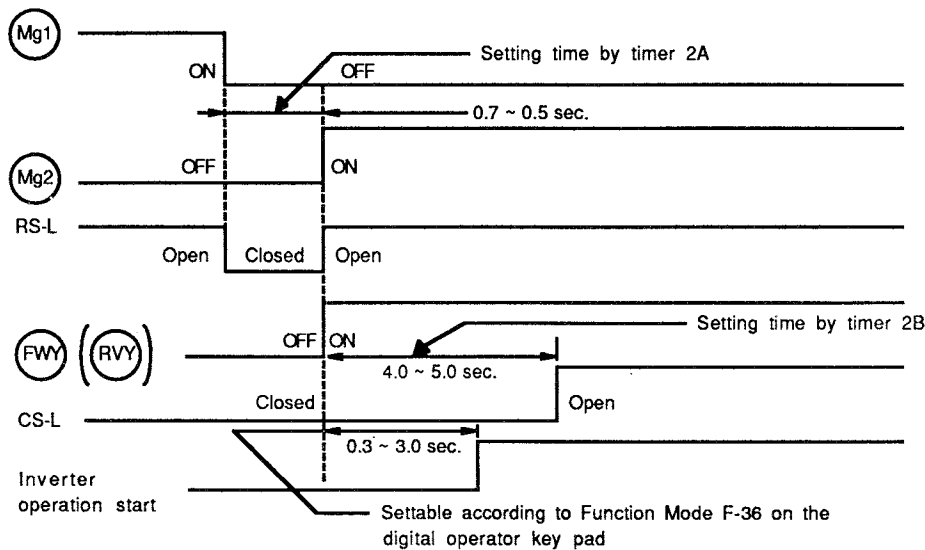 Mg1
ON
OFF
Setting time by timer 2A
0.7 ~ 0.5 sec.
Mg2
OFF
ON
RS-L
Open
Closed
Open
FWY ( RVY )
OFF
ON
Setting time by timer 2B
4.0 ~ 5.0 sec.
Closed
Open
CS-L
0.3 ~ 3.0 sec.
Inverter
operation start
Settable according to Function Mode F-36 on the
digital operator key pad